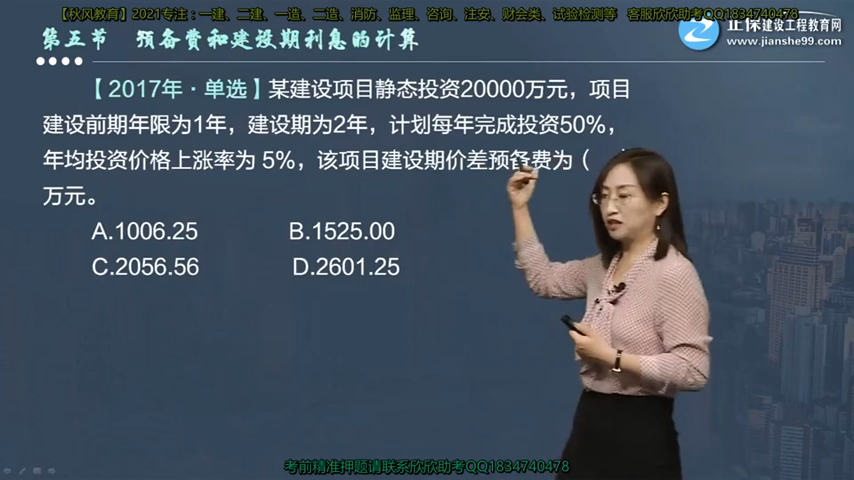 【秋风教育】2021专注：一建、二建、一造、二造、消防、监理、咨询、注安、财会类、试验检测等 客服欣欣助考QQ1834740478
第五节 预备费和建设期利息的计算
正保建设工程教育网
www.jianshe99.com
【2017年·单选】某建设项目静态投资20000万元，项目
建设前期年限为1年，建设期为2年，计划每年完成投资50%，
年均投资价格上涨率为 5%，该项目建设期价差预备费为（
万元。
A.1006.25 B.1525.00
C.2056.56 D.2601.25
考前精准押题请联系欣欣助考QQ1834740478